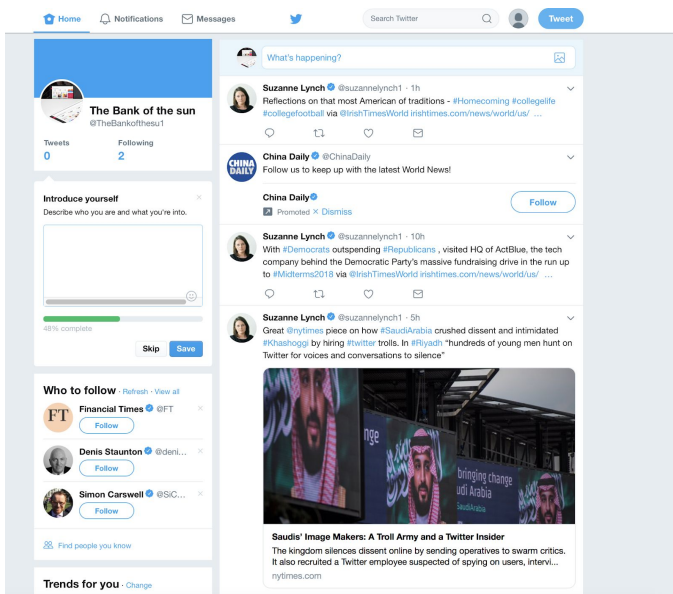 Home
Notifications
Messages
Search Twitter
Tweet
The Bank of the sun
@TheBankofthesu1
Tweets Following
0 2
Introduce yourself
Describe who you are and what you're into.
48% complete
Skip Save
Who to follow · Refresh · View all
FT
Financial Times @FT
Follow
Denis Staunton @deni...
Follow
Simon Carswell @SiC...
Follow
Find people you know
Trends for you · Change
What's happening?
Suzanne Lynch @suzannelynch1 · 1h
Reflections on that most American of traditions - #Homecoming #collegelife
#collegefootball via @IrishTimesWorld irishtimes.com/news/world/us/ …
CHINA
DAILY
China Daily @ChinaDaily
Follow us to keep up with the latest World News!
China Daily
Promoted × Dismiss
Follow
Suzanne Lynch @suzannelynch1 · 10h
With #Democrats outspending #Republicans , visited HQ of ActBlue, the tech
company behind the Democratic Party's massive fundraising drive in the run up
to #Midterms2018 via @IrishTimesWorld irishtimes.com/news/world/us/ …
Suzanne Lynch @suzannelynch1 · 5h
Great @nytimes piece on how #SaudiArabia crushed dissent and intimidated
#Khashoggi by hiring #twitter trolls. In #Riyadh “hundreds of young men hunt on
Twitter for voices and conversations to silence”
nge
bringing change
udi Arabia
SaudiArabia
Saudis' Image Makers: A Troll Army and a Twitter Insider
The kingdom silences dissent online by sending operatives to swarm critics.
It also recruited a Twitter employee suspected of spying on users, intervi...
nytimes.com